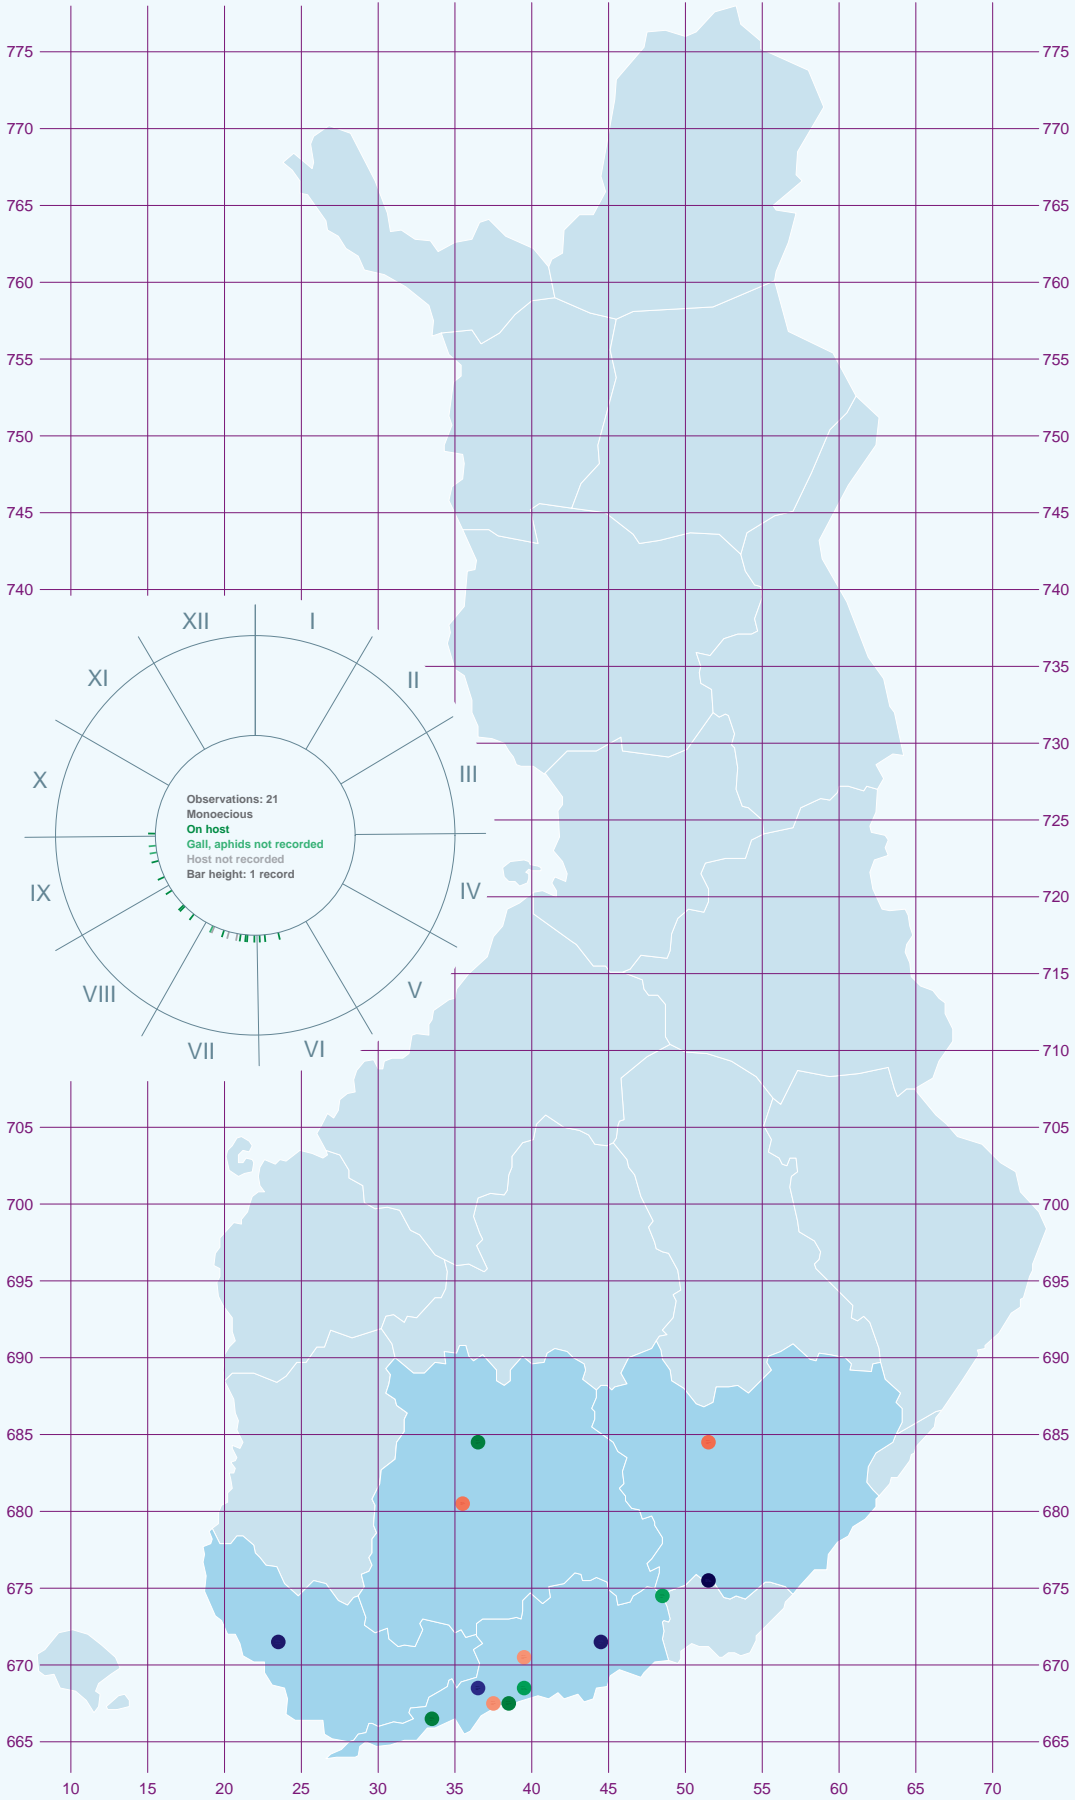 775 775
770 770
765 765
760 760
755 755
750 750
745 745
740 740
XII I
735
XI II
730
X III
Observations: 21
Monoecious
On host
725
Gall, aphids not recorded
Host not recorded
Bar height: 1 record
IX IV
720
VIII V
715
VII VI
710
705 705
700 700
695 695
690 690
685 685
680 680
675 675
670 670
665 665
10 15 20 25 30 35 40 45 50 55 60 65 70